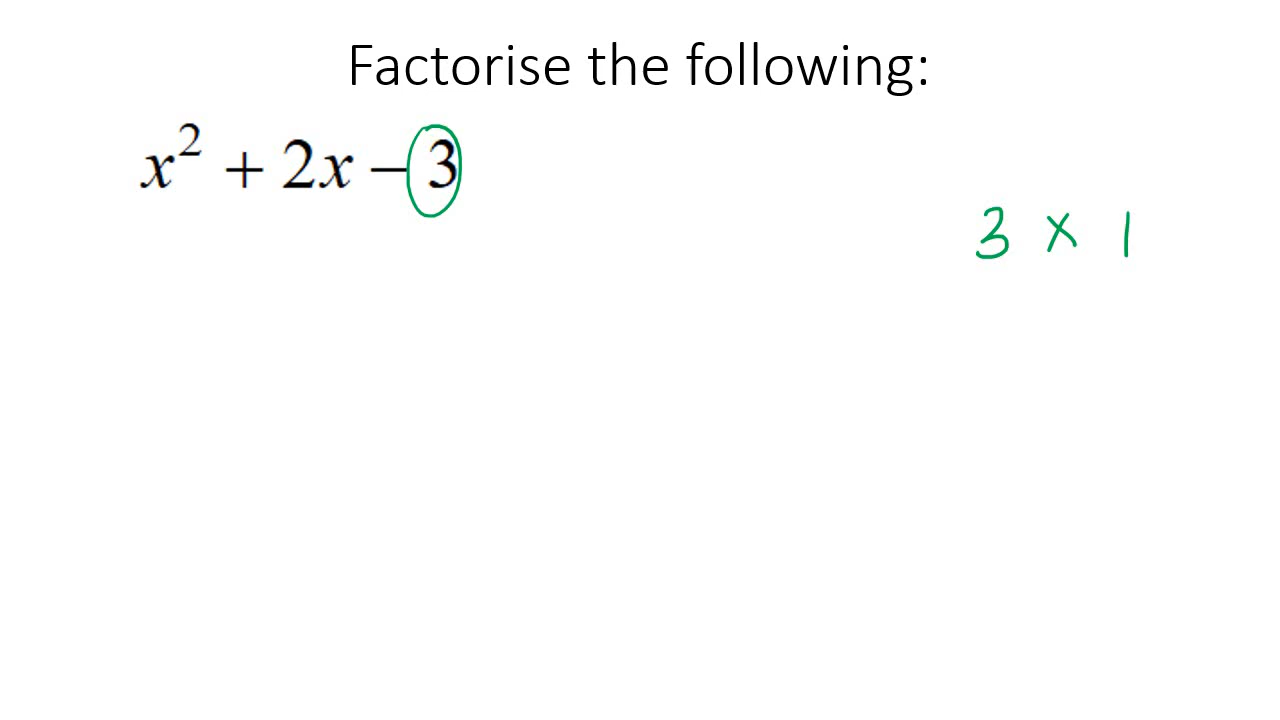 Factorise the following:
x² + 2x − 3
3 × 1